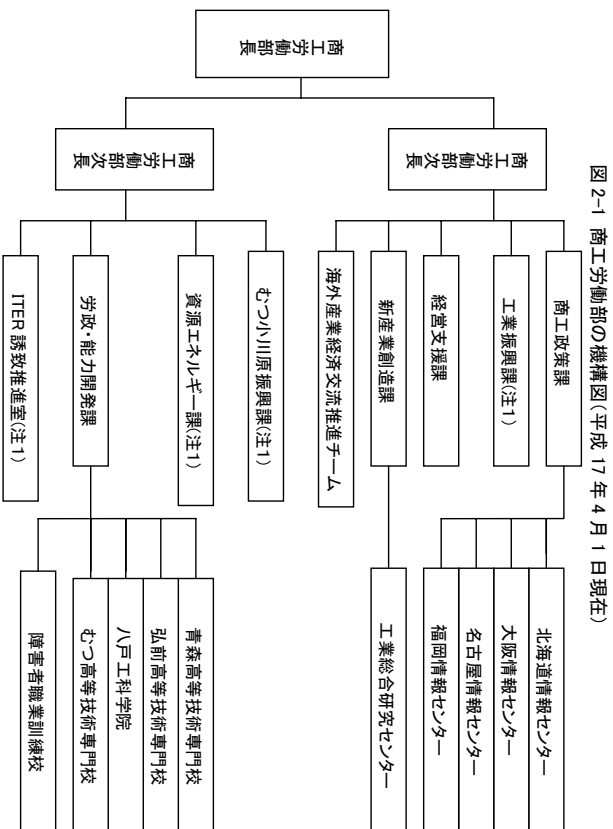 図 2-1 商工労働部の機構図(平成 17 年 4 月 1 日現在)
商工労働部長
商工労働部次長
商工政策課
北海道情報センター
大阪情報センター
名古屋情報センター
福岡情報センター
工業振興課(注1)
経営支援課
新産業創造課
工業総合研究センター
海外産業経済交流推進チーム
商工労働部次長
むつ小川原振興課(注1)
資源エネルギー課(注1)
労政・能力開発課
青森高等技術専門校
弘前高等技術専門校
八戸工科学院
むつ高等技術専門校
障害者職業訓練校
ITER 誘致推進室(注1)